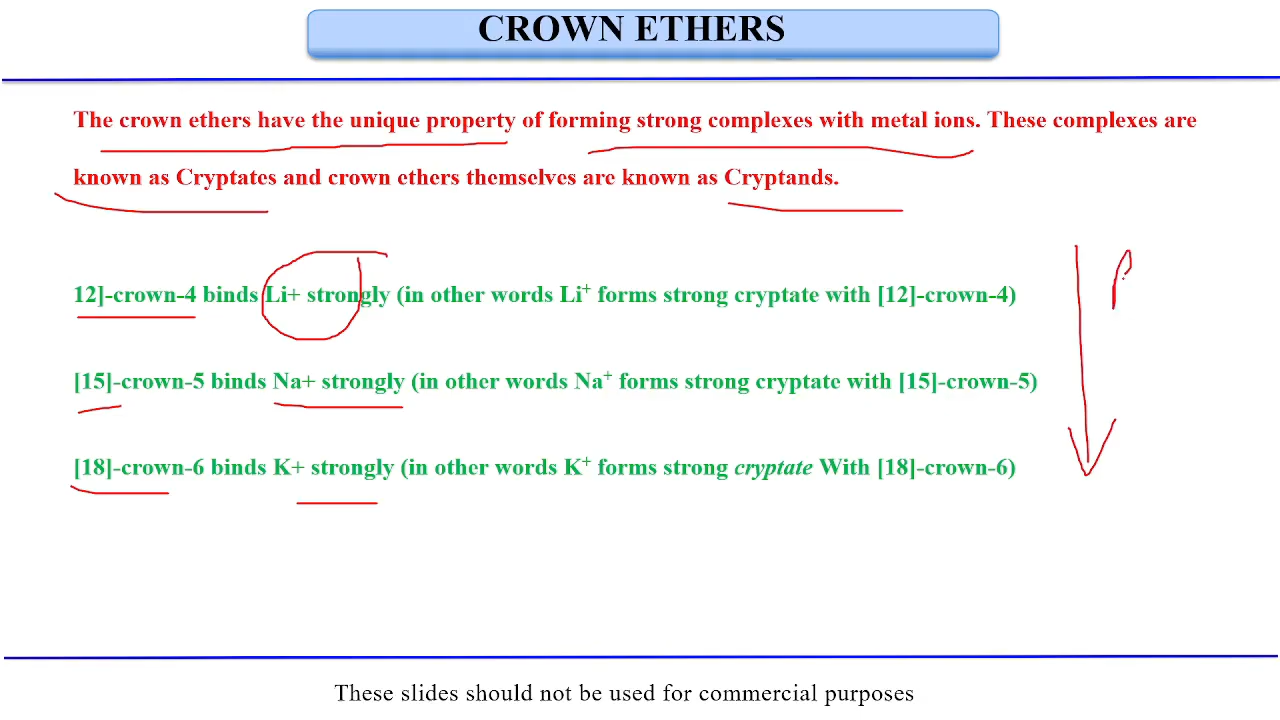 CROWN ETHERS
The crown ethers have the unique property of forming strong complexes with metal ions. These complexes are
known as Cryptates and crown ethers themselves are known as Cryptands.
12]-crown-4 binds Li+ strongly (in other words Li⁺ forms strong cryptate with [12]-crown-4)
[15]-crown-5 binds Na+ strongly (in other words Na⁺ forms strong cryptate with [15]-crown-5)
[18]-crown-6 binds K+ strongly (in other words K⁺ forms strong cryptate With [18]-crown-6)
These slides should not be used for commercial purposes